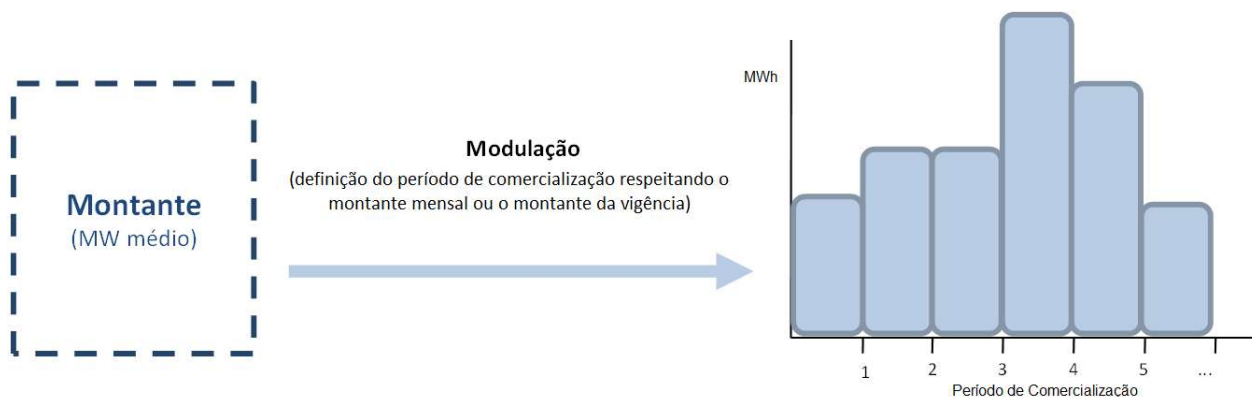 Montante
(MW médio)
Modulação
(definição do período de comercialização respeitando o
montante mensal ou o montante da vigência)
MWh
1 2 3 4 5 ...
Período de Comercialização